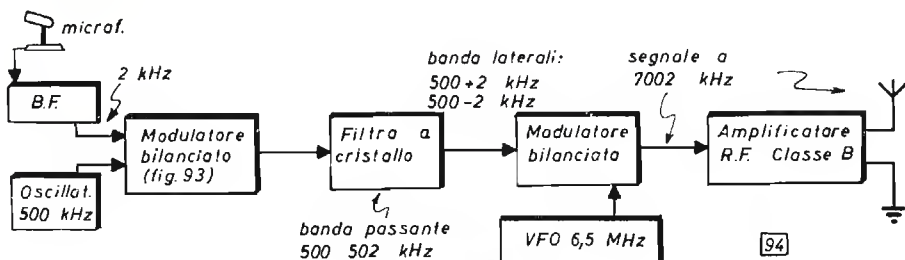 microf.
B.F.
2 kHz
Oscillat.
500 kHz
Modulatore
bilanciato
(fig. 93)
Filtro a
cristallo
banda passante
500 502 kHz
banda laterali:
500+2 kHz
500-2 kHz
Modulatore
bilanciata
VFO 6,5 MHz
segnale a
7002 kHz
Amplificatore
R.F. Classe B
94